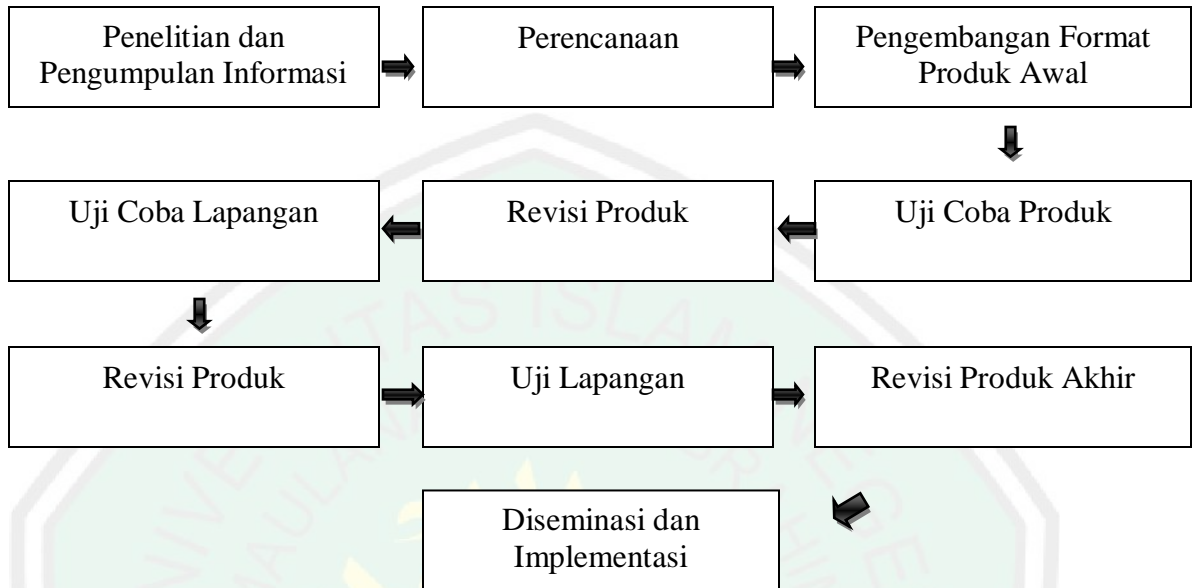 Penelitian dan
Pengumpulan Informasi
Perencanaan
Pengembangan Format
Produk Awal
Uji Coba Lapangan
Revisi Produk
Uji Coba Produk
ISLAM
Revisi Produk
Uji Lapangan
Revisi Produk Akhir
Diseminasi dan
Implementasi